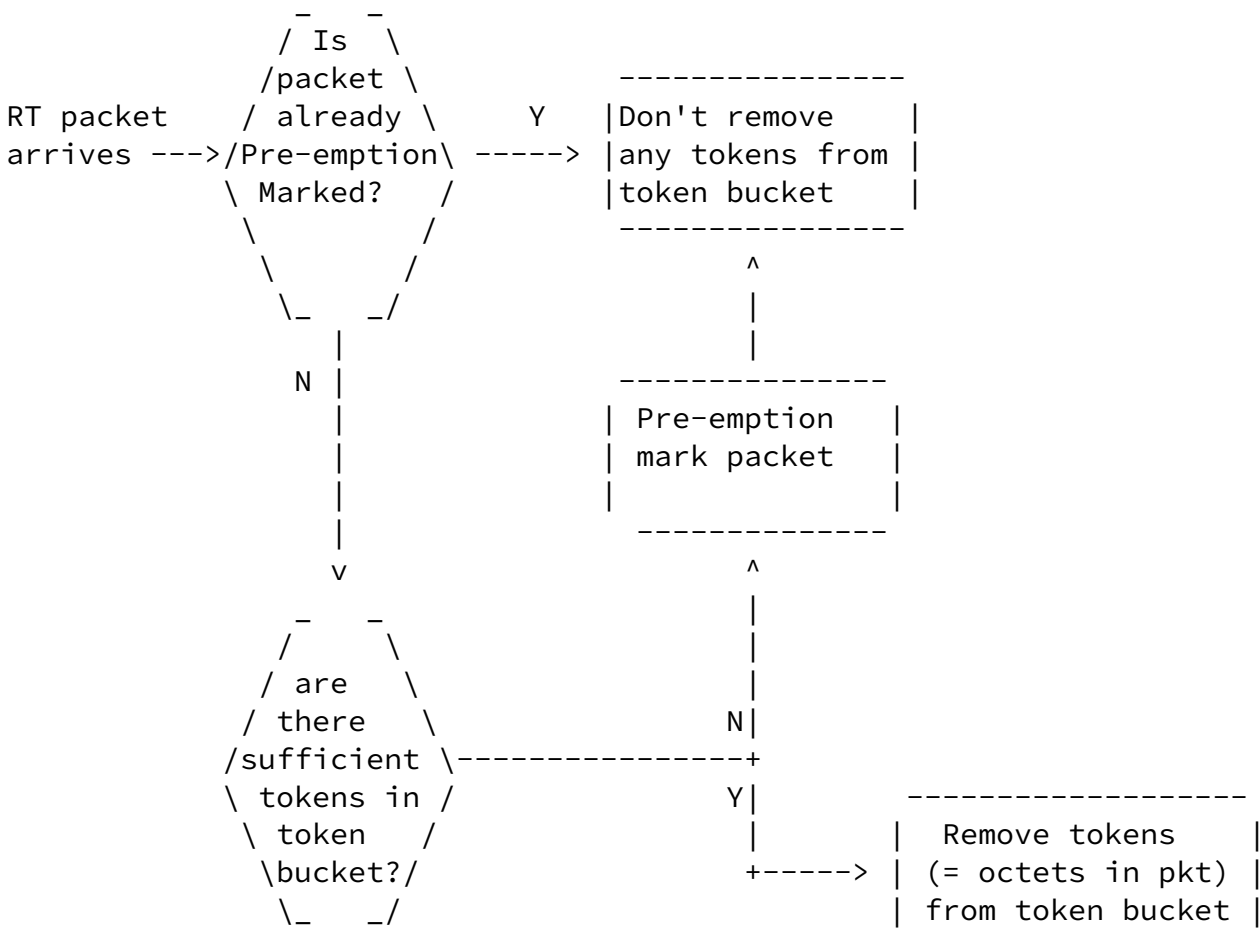 Is
packet
already
Pre-emption
Marked?
RT packet
arrives
Y
Don't remove
any tokens from
token bucket
N
Pre-emption
mark packet
are
there
sufficient
tokens in
token
bucket?
N
Y
Remove tokens
(= octets in pkt)
from token bucket